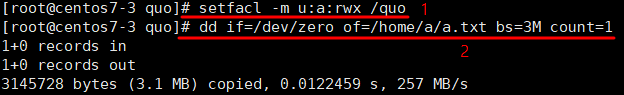 [root@centos7-3 quo]# setfacl -m u:a:rwx /quo 1
[root@centos7-3 quo]# dd if=/dev/zero of=/home/a/a.txt bs=3M count=1
2
1+0 records in
1+0 records out
3145728 bytes (3.1 MB) copied, 0.0122459 s, 257 MB/s